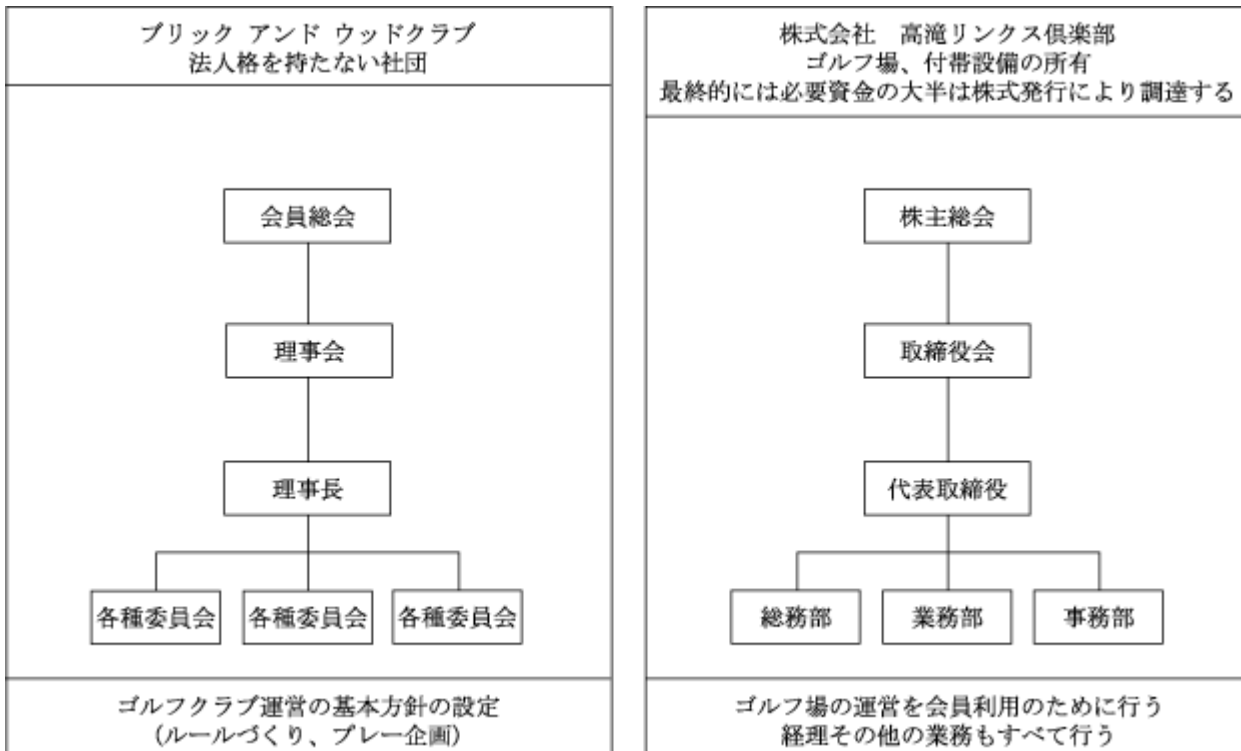 ブリック アンド ウッドクラブ
法人格を持たない社団
会員総会
理事会
理事長
各種委員会
各種委員会
各種委員会
ゴルフクラブ運営の基本方針の設定
(ルールづくり、プレー企画)
株式会社　高滝リンクス倶楽部
ゴルフ場、付帯設備の所有
最終的には必要資金の大半は株式発行により調達する
株主総会
取締役会
代表取締役
総務部
業務部
事務部
ゴルフ場の運営を会員利用のために行う
経理その他の業務もすべて行う